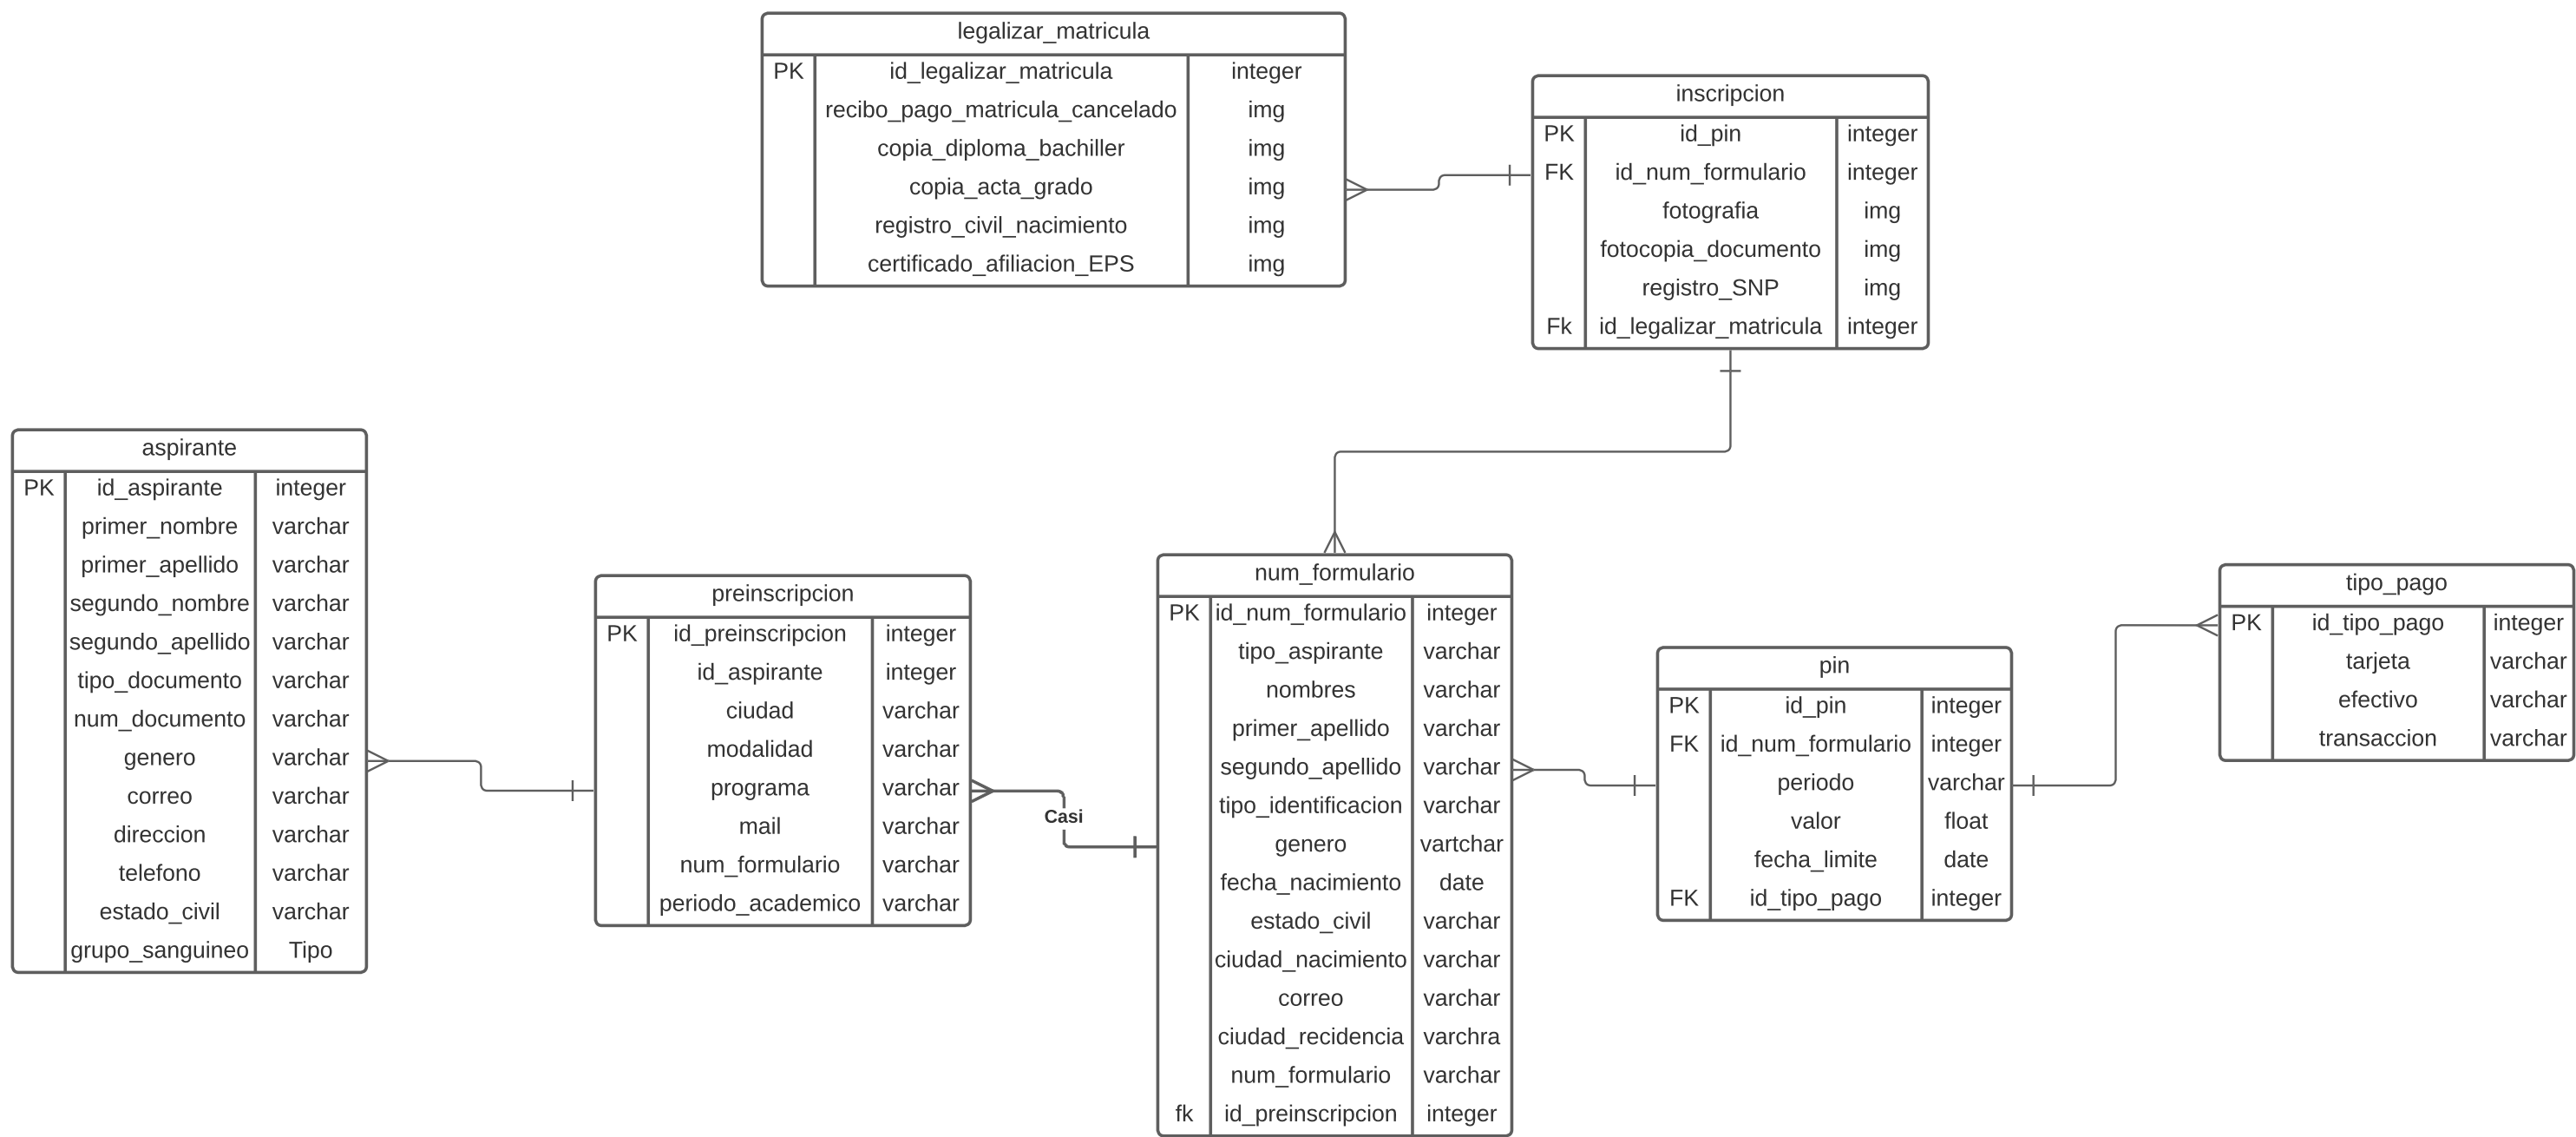 legalizar_matricula
PK id_legalizar_matricula integer
recibo_pago_matricula_cancelado img
copia_diploma_bachiller img
copia_acta_grado img
registro_civil_nacimiento img
certificado_afiliacion_EPS img
inscripcion
PK id_pin integer
FK id_num_formulario integer
fotografia img
fotocopia_documento img
registro_SNP img
Fk id_legalizar_matricula integer
aspirante
PK id_aspirante integer
primer_nombre varchar
primer_apellido varchar
segundo_nombre varchar
segundo_apellido varchar
tipo_documento varchar
num_documento varchar
genero varchar
correo varchar
direccion varchar
telefono varchar
estado_civil varchar
grupo_sanguineo Tipo
preinscripcion
PK id_preinscripcion integer
id_aspirante integer
ciudad varchar
modalidad varchar
programa varchar
mail varchar
num_formulario varchar
periodo_academico varchar
Casi
num_formulario
PK id_num_formulario integer
tipo_aspirante varchar
nombres varchar
primer_apellido varchar
segundo_apellido varchar
tipo_identificacion varchar
genero vartchar
fecha_nacimiento date
estado_civil varchar
ciudad_nacimiento varchar
correo varchar
ciudad_recidencia varchra
num_formulario varchar
fk id_preinscripcion integer
pin
PK id_pin integer
FK id_num_formulario integer
periodo varchar
valor float
fecha_limite date
FK id_tipo_pago integer
tipo_pago
PK id_tipo_pago integer
tarjeta varchar
efectivo varchar
transaccion varchar